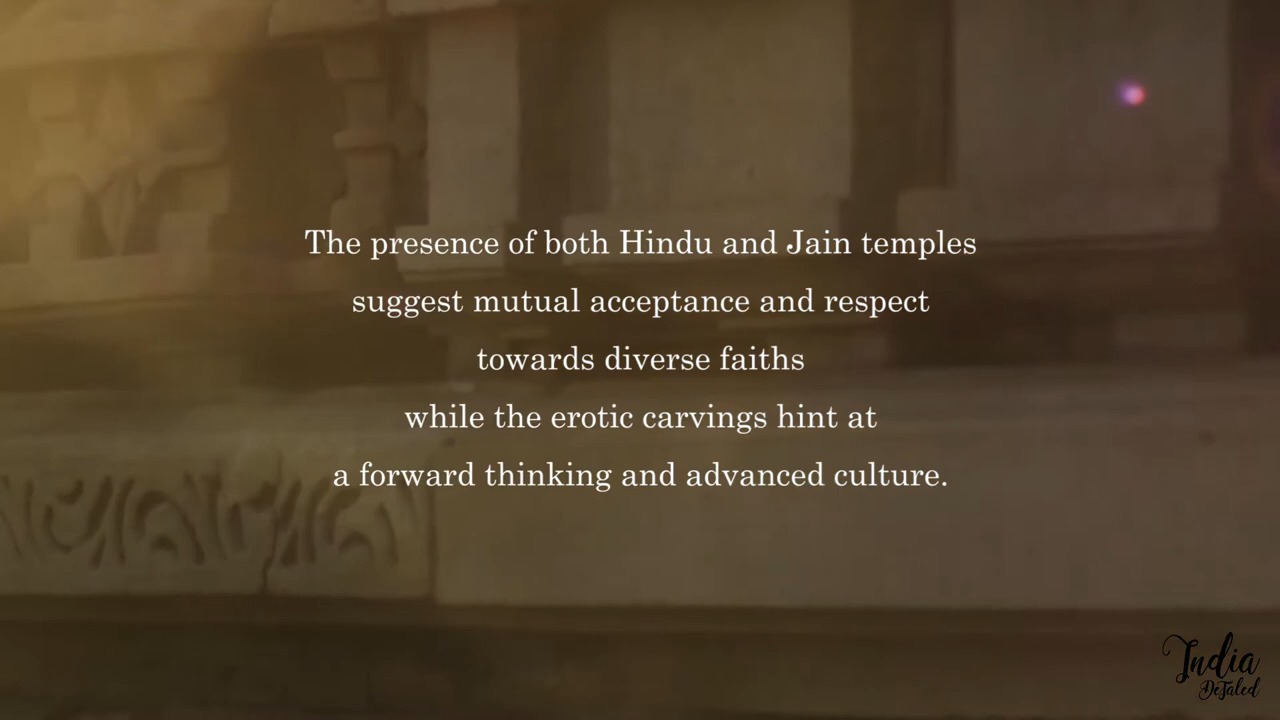 The presence of both Hindu and Jain temples
suggest mutual acceptance and respect
towards diverse faiths
while the erotic carvings hint at
a forward thinking and advanced culture.
India
DeTaled